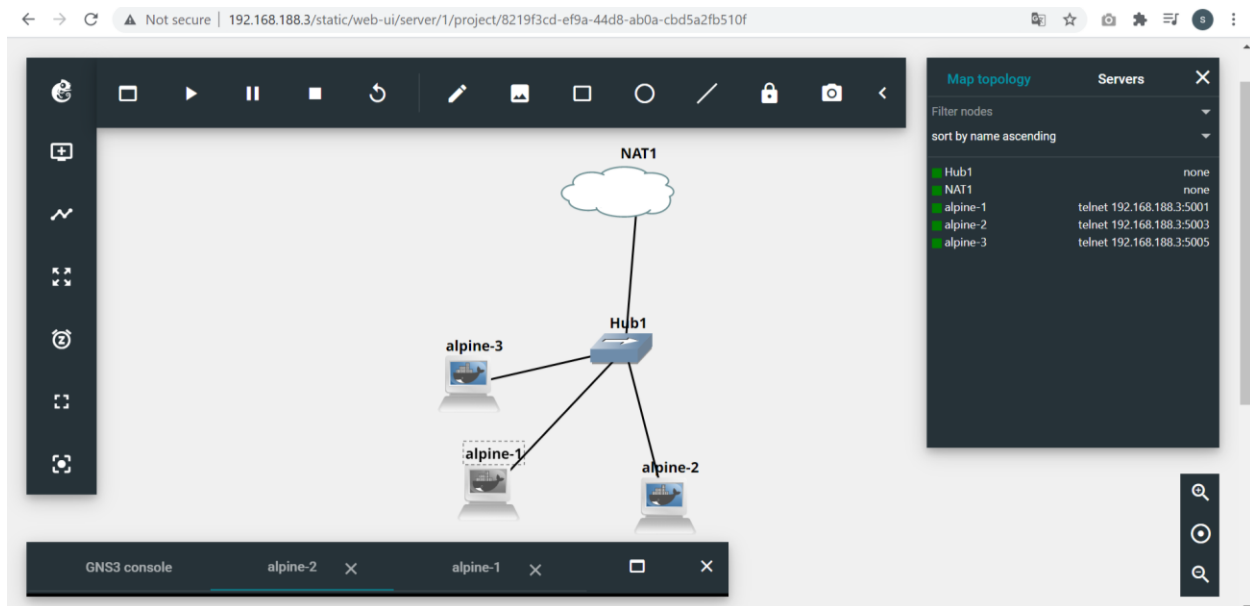 Not secure | 192.168.188.3/static/web-ui/server/1/project/8219f3cd-ef9a-44d8-ab0a-cbd5a2fb510f
S
Map topology Servers
Filter nodes
sort by name ascending
Hub1 none
NAT1 none
alpine-1 telnet 192.168.188.3:5001
alpine-2 telnet 192.168.188.3:5003
alpine-3 telnet 192.168.188.3:5005
NAT1
Hub1
alpine-3
alpine-1
alpine-2
GNS3 console alpine-2 alpine-1